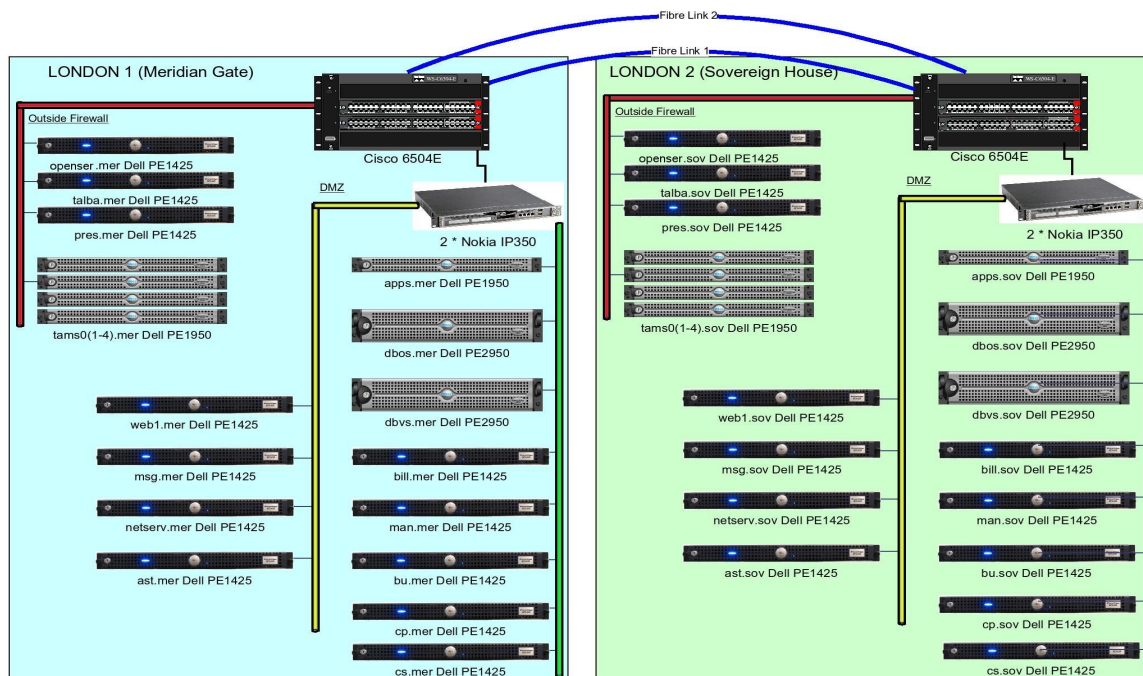 Fibre Link 2
Fibre Link 1
LONDON 1 (Meridian Gate)
WS-C6504-E
Outside Firewall
Cisco 6504E
openser.mer Dell PE1425
talba.mer Dell PE1425
pres.mer Dell PE1425
tams0(1-4).mer Dell PE1950
DMZ
2 * Nokia IP350
web1.mer Dell PE1425
msg.mer Dell PE1425
netserv.mer Dell PE1425
ast.mer Dell PE1425
apps.mer Dell PE1950
dbos.mer Dell PE2950
dbvs.mer Dell PE2950
bill.mer Dell PE1425
man.mer Dell PE1425
bu.mer Dell PE1425
cp.mer Dell PE1425
cs.mer Dell PE1425
LONDON 2 (Sovereign House)
WS-C6504-E
Outside Firewall
Cisco 6504E
openser.sov Dell PE1425
talba.sov Dell PE1425
pres.sov Dell PE1425
tams0(1-4).sov Dell PE1950
DMZ
2 * Nokia IP350
web1.sov Dell PE1425
msg.sov Dell PE1425
netserv.sov Dell PE1425
ast.sov Dell PE1425
apps.sov Dell PE1950
dbos.sov Dell PE2950
dbvs.sov Dell PE2950
bill.sov Dell PE1425
man.sov Dell PE1425
bu.sov Dell PE1425
cp.sov Dell PE1425
cs.sov Dell PE1425